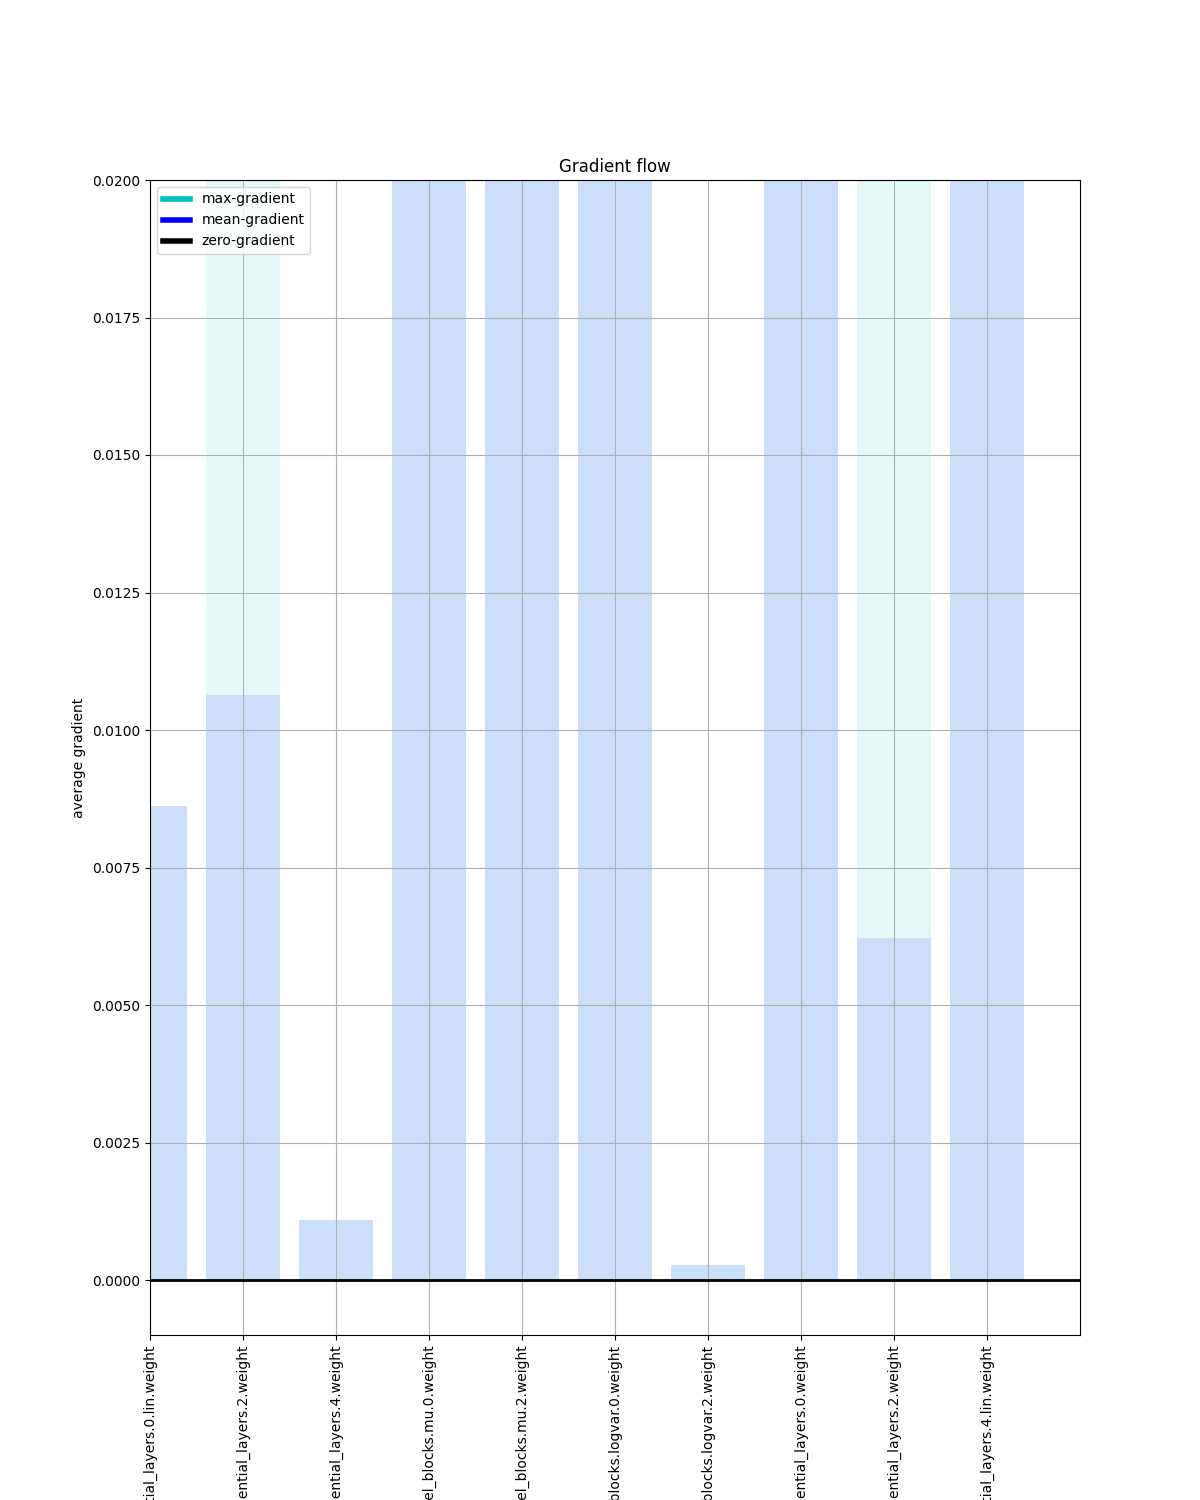 Gradient flow
max-gradient
mean-gradient
zero-gradient
0.0200
0.0175
0.0150
0.0125
0.0100
0.0075
0.0050
0.0025
0.0000
average gradient
tial_layers.0.lin.weight
ential_layers.2.weight
ential_layers.4.weight
el_blocks.mu.0.weight
el_blocks.mu.2.weight
blocks.logvar.0.weight
blocks.logvar.2.weight
ential_layers.0.weight
ential_layers.2.weight
tial_layers.4.lin.weight